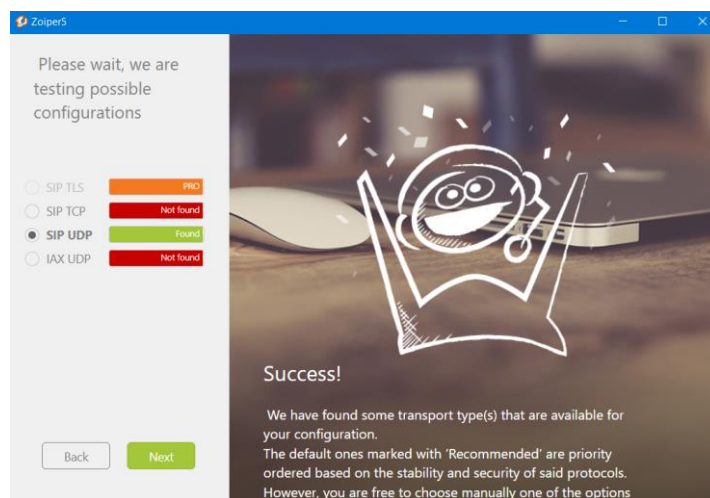 Zoiper5
Please wait, we are
testing possible
configurations
SIP TLS PRO
SIP TCP Not found
SIP UDP Found
IAX UDP Not found
Back Next
Success!
We have found some transport type(s) that are available for
your configuration.
The default ones marked with 'Recommended' are priority
ordered based on the stability and security of said protocols.
However, you are free to choose manually one of the options